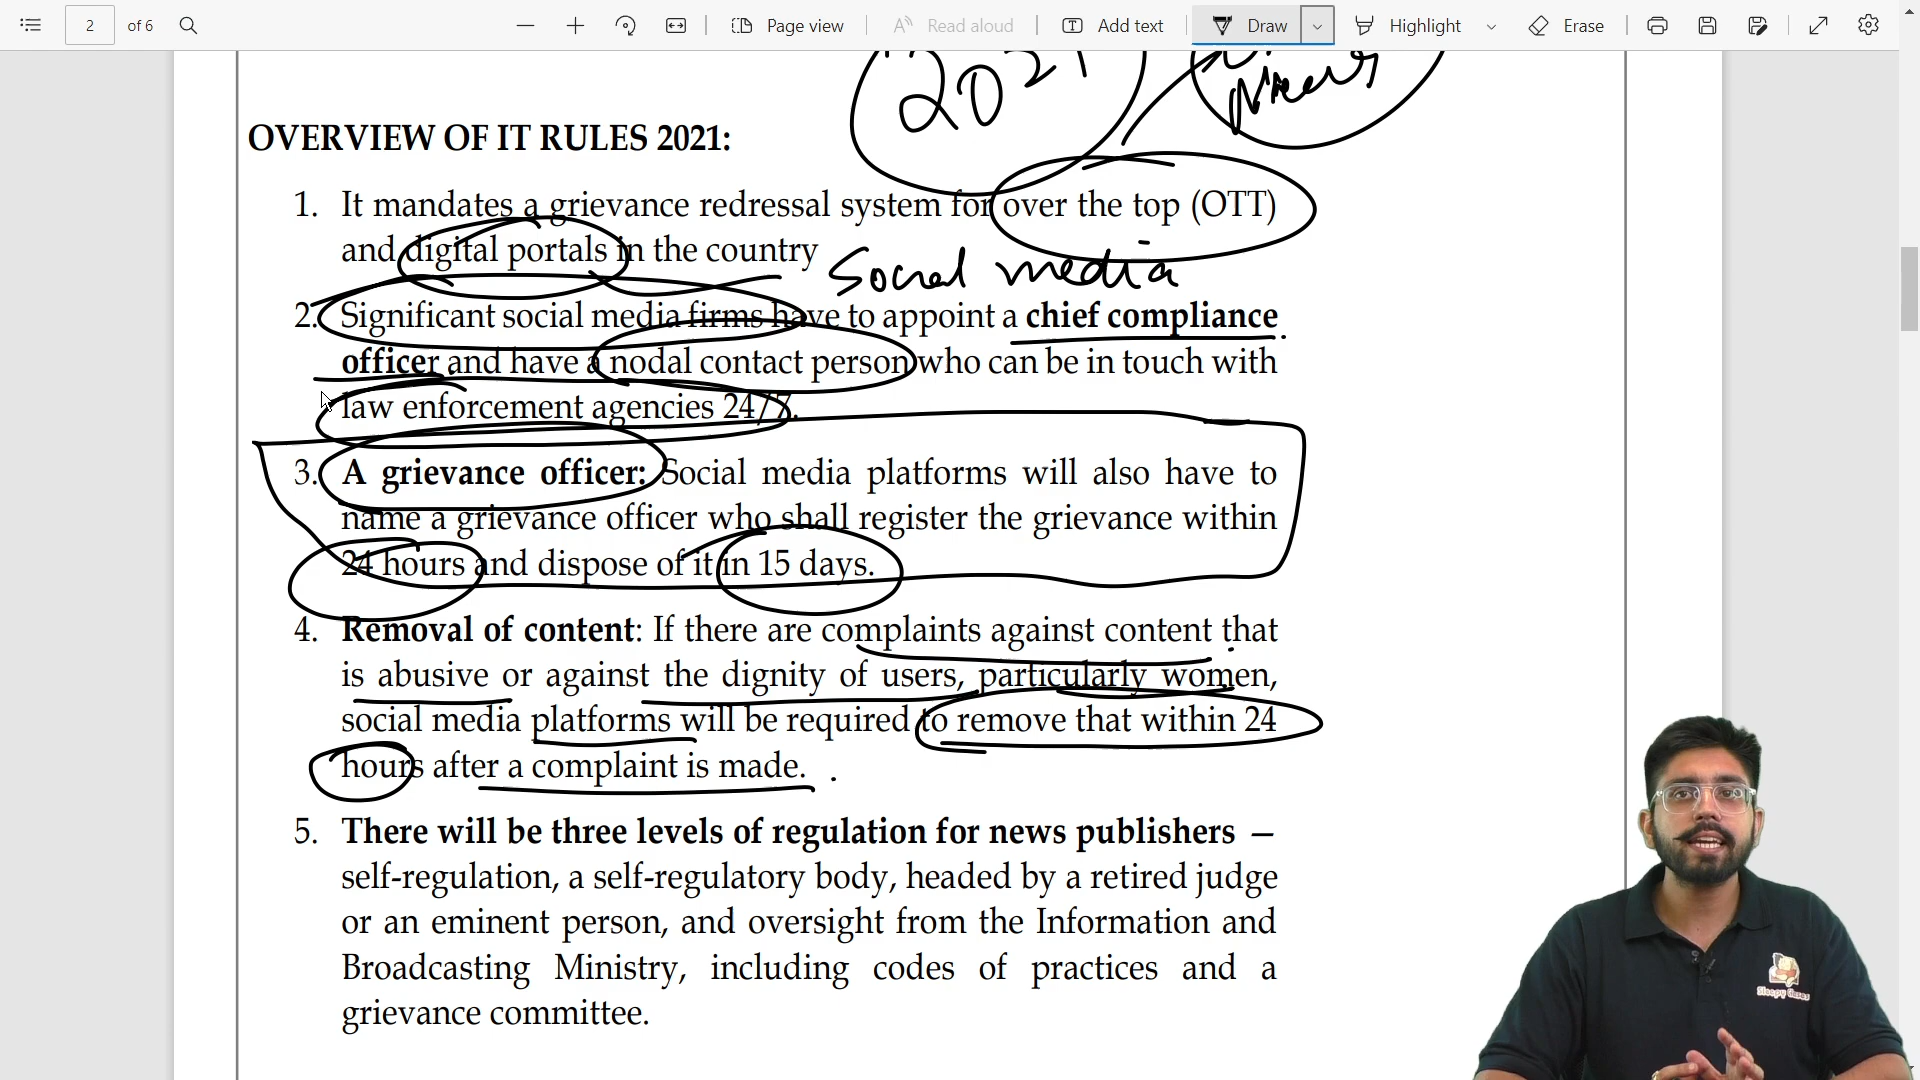 2 of 6 Page view Read aloud Add text Draw Highlight Erase
2021
News
OVERVIEW OF IT RULES 2021:
1. It mandates a grievance redressal system for over the top (OTT)
and digital portals in the country
Social media
2. Significant social media firms have to appoint a chief compliance
officer and have a nodal contact person who can be in touch with
law enforcement agencies 24/7.
3. A grievance officer: Social media platforms will also have to
name a grievance officer who shall register the grievance within
24 hours and dispose of it in 15 days.
4. Removal of content: If there are complaints against content that
is abusive or against the dignity of users, particularly women,
social media platforms will be required to remove that within 24
hours after a complaint is made.
5. There will be three levels of regulation for news publishers —
self-regulation, a self-regulatory body, headed by a retired judge
or an eminent person, and oversight from the Information and
Broadcasting Ministry, including codes of practices and a
grievance committee.
Sleepy Classes